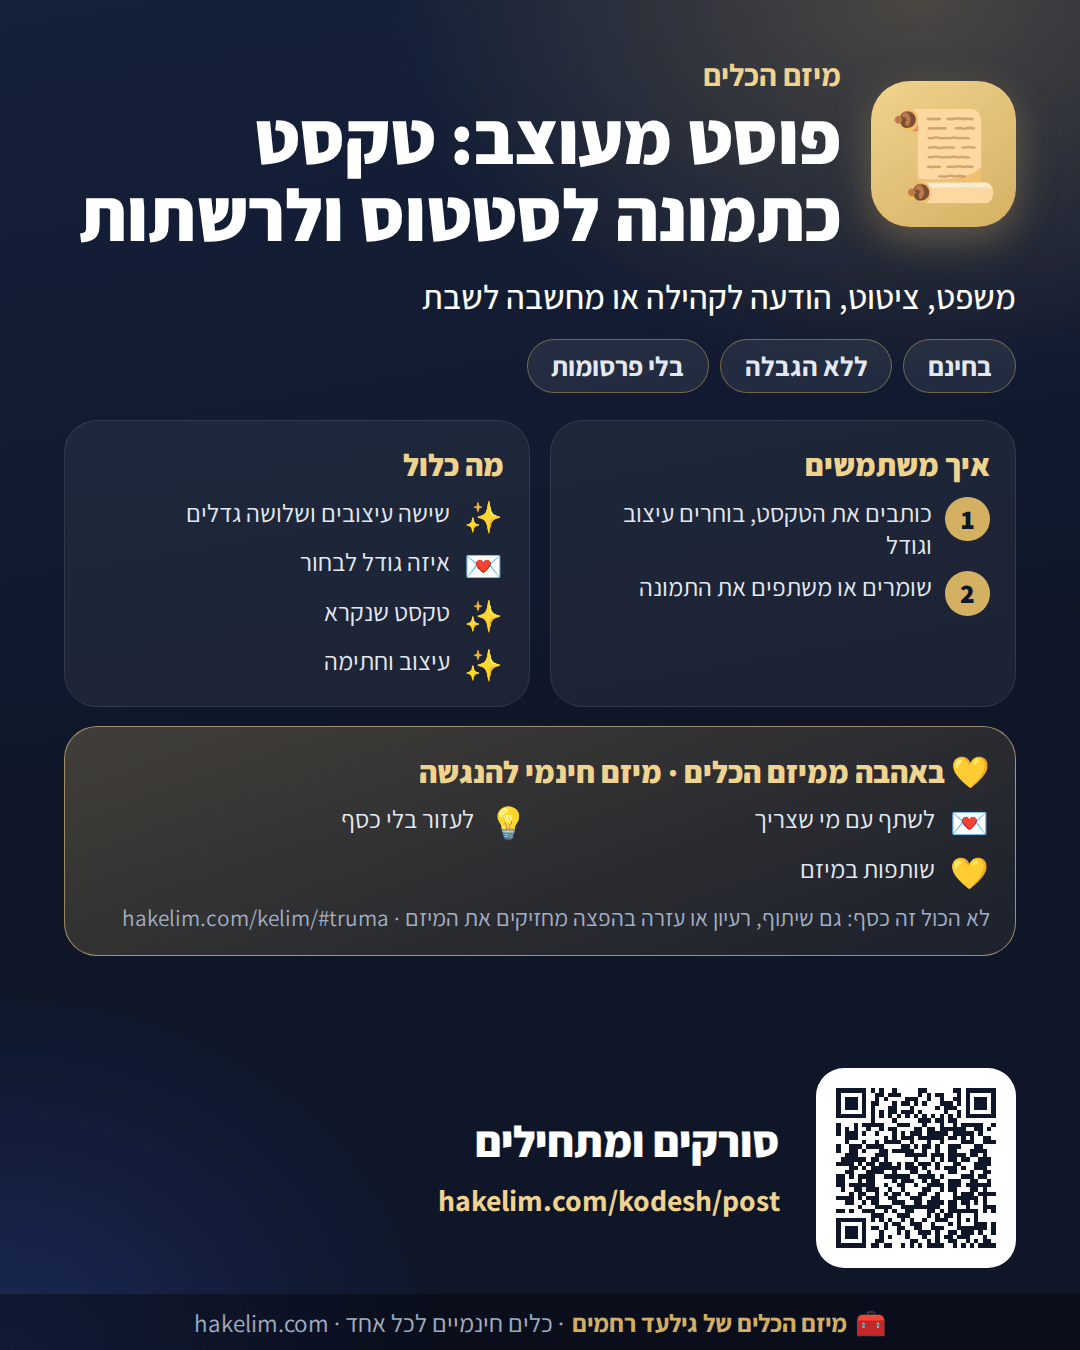 מיזם הכלים
פוסט מעוצב: טקסט
כתמונה לסטטוס ולרשתות
משפט, ציטוט, הודעה לקהילה או מחשבה לשבת
בחינם
ללא הגבלה
בלי פרסומות
איך משתמשים
1 כותבים את הטקסט, בוחרים עיצוב
וגודל
2 שומרים או משתפים את התמונה
מה כלול
שישה עיצובים ושלושה גדלים
איזה גודל לבחור
טקסט שנקרא
עיצוב וחתימה
באהבה ממיזם הכלים · מיזם חינמי להנגשה
לשתף עם מי שצריך
לעזור בלי כסף
שותפות במיזם
לא הכול זה כסף: גם שיתוף, רעיון או עזרה בהפצה מחזיקים את המיזם · hakelim.com/kelim/#truma
סורקים ומתחילים
hakelim.com/kodesh/post
מיזם הכלים של גילעד רחמים · כלים חינמיים לכל אחד · hakelim.com